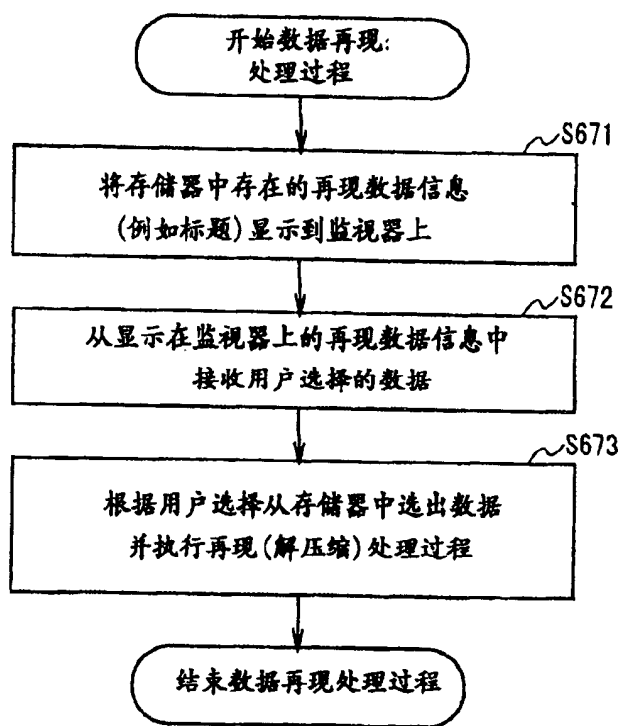 开始数据再现:
处理过程
S671
将存储器中存在的再现数据信息
(例如标题)显示到监视器上
S672
从显示在监视器上的再现数据信息中
接收用户选择的数据
S673
根据用户选择从存储器中选出数据
并执行再现(解压缩)处理过程
结束数据再现处理过程